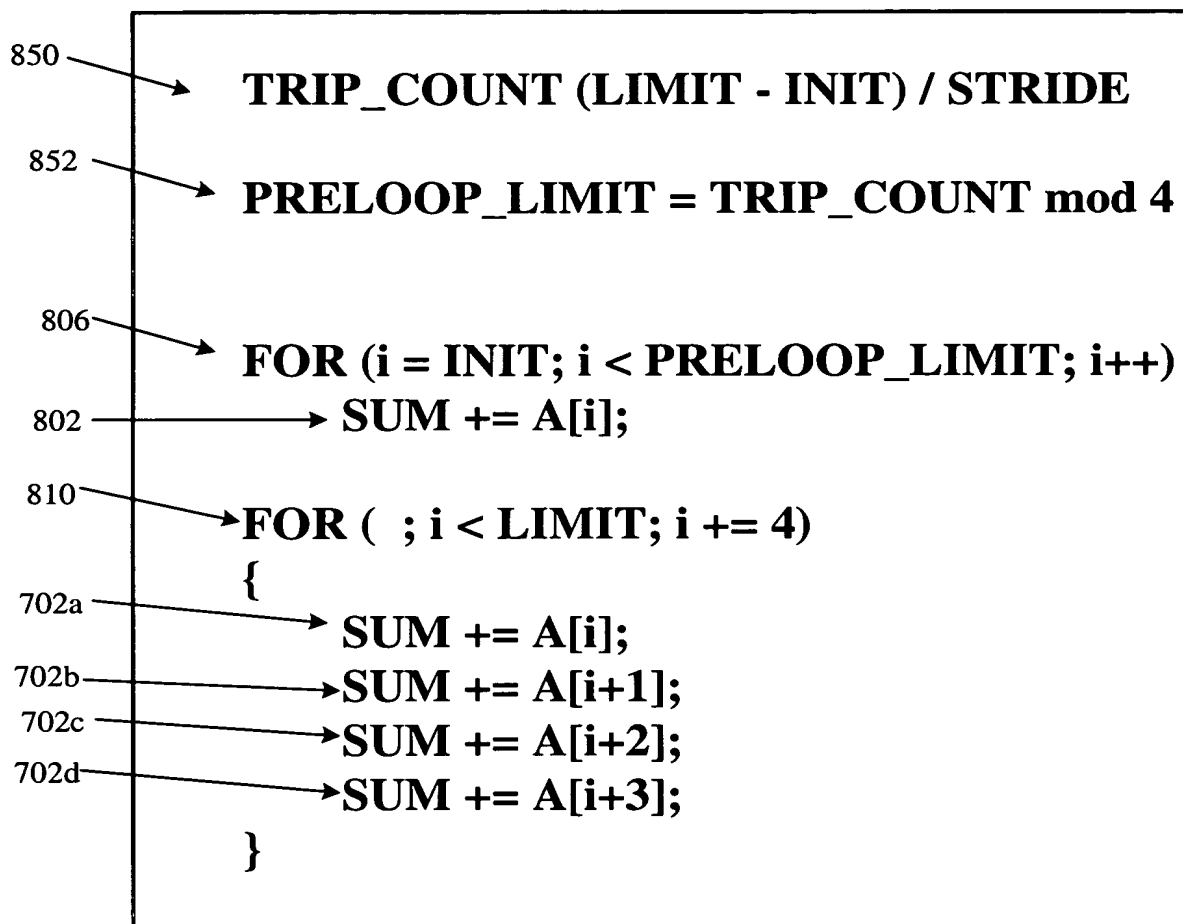 850
TRIP_COUNT (LIMIT - INIT) / STRIDE
852
PRELOOP_LIMIT = TRIP_COUNT mod 4
806
FOR (i = INIT; i < PRELOOP_LIMIT; i++)
802
SUM += A[i];
810
FOR ( ; i < LIMIT; i += 4)
{
702a
SUM += A[i];
702b
SUM += A[i+1];
702c
SUM += A[i+2];
702d
SUM += A[i+3];
}